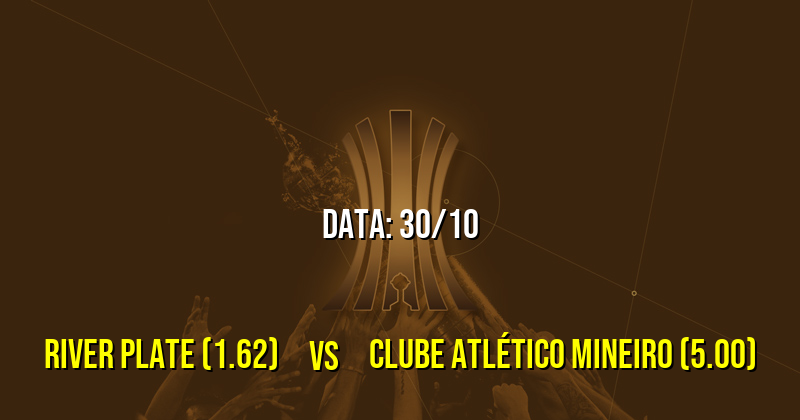 DATA: 30/10
RIVER PLATE (1.62) VS CLUBE ATLÉTICO MINEIRO (5.00)